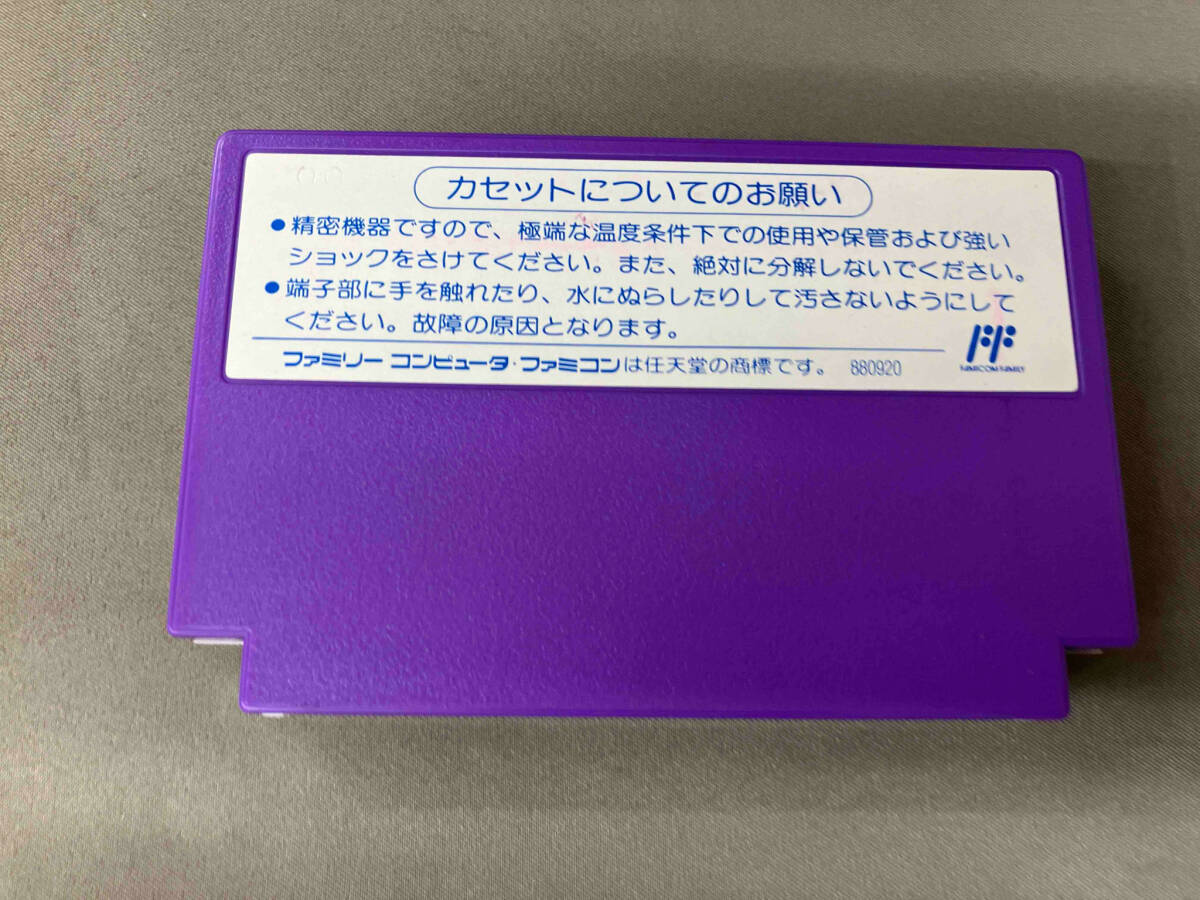 カセットについてのお願い
●精密機器ですので、極端な温度条件下での使用や保管および強い
ショックをさけてください。また、絶対に分解しないでください。
●端子部に手を触れたり、水にぬらしたりして汚さないようにして
ください。故障の原因となります。
ファミリー コンピュータ・ファミコンは任天堂の商標です。 880920
FAMICOM FAMILY